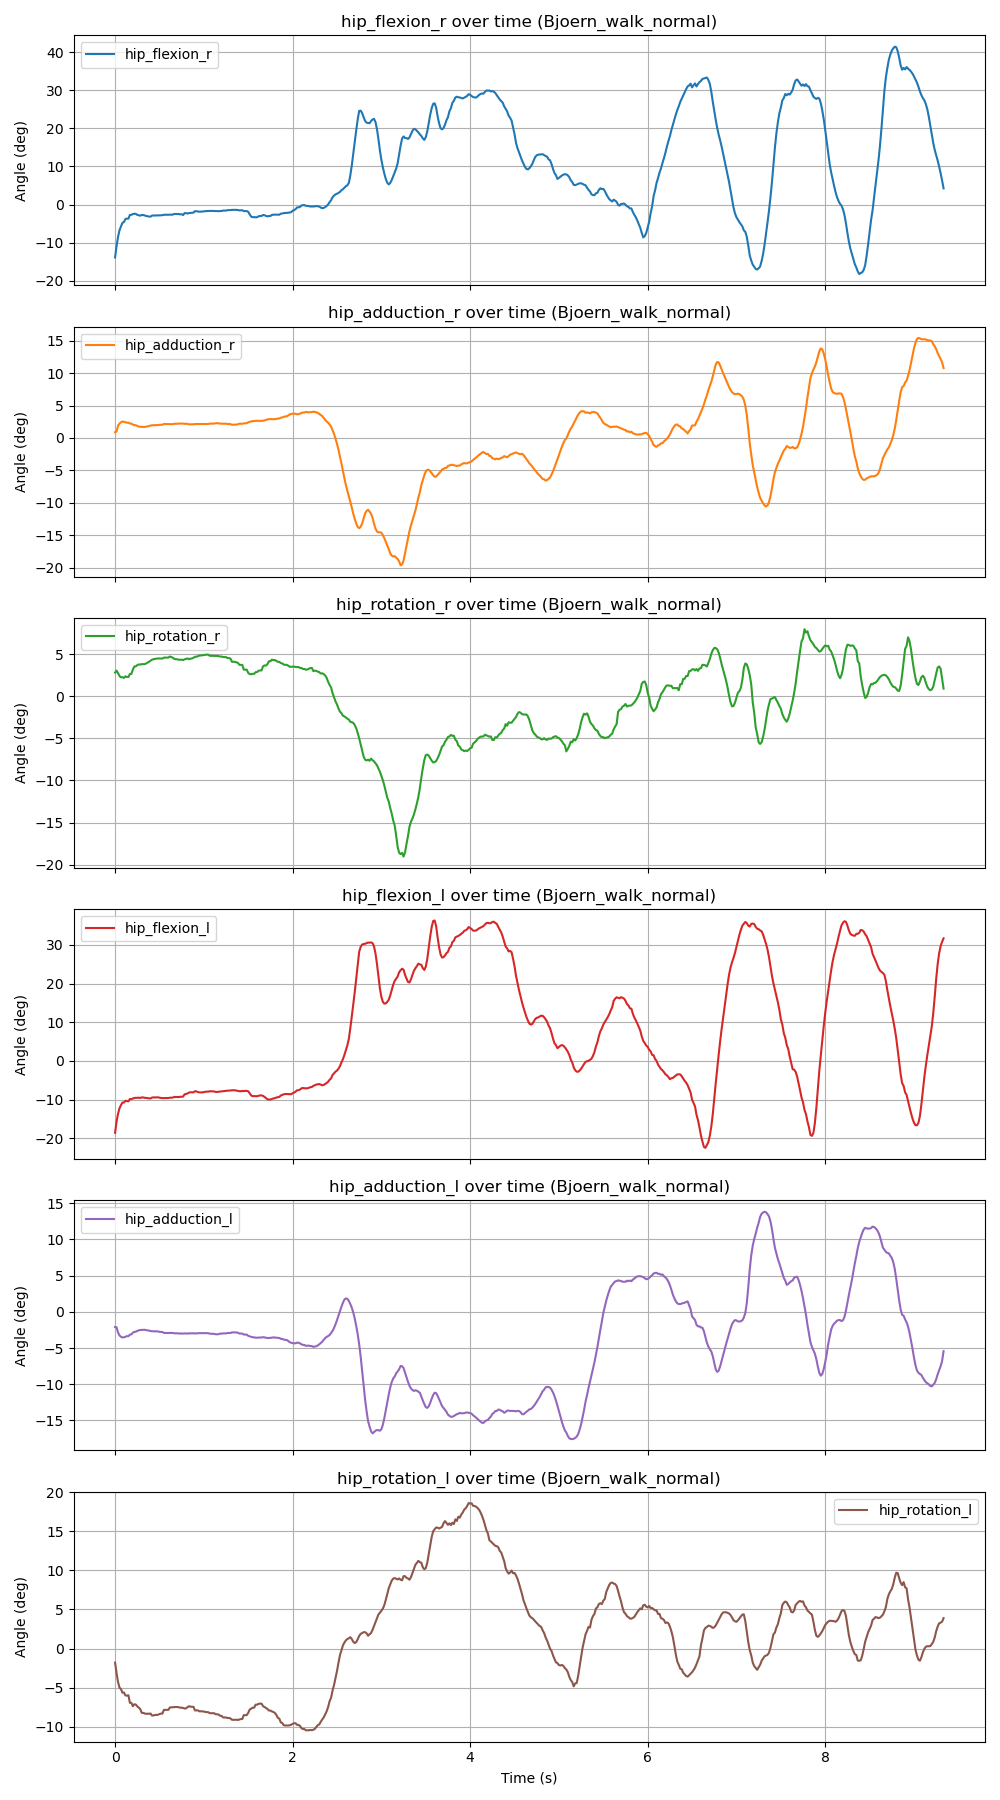 hip_flexion_r over time (Bjoern_walk_normal)
hip_flexion_r
40
30
20
10
0
−10
−20
Angle (deg)
hip_adduction_r over time (Bjoern_walk_normal)
hip_adduction_r
15
10
5
0
−5
−10
−15
−20
Angle (deg)
hip_rotation_r over time (Bjoern_walk_normal)
hip_rotation_r
5
0
−5
−10
−15
−20
Angle (deg)
hip_flexion_l over time (Bjoern_walk_normal)
hip_flexion_l
30
20
10
0
−10
−20
Angle (deg)
hip_adduction_l over time (Bjoern_walk_normal)
hip_adduction_l
15
10
5
0
−5
−10
−15
Angle (deg)
hip_rotation_l over time (Bjoern_walk_normal)
hip_rotation_l
20
15
10
5
0
−5
−10
Angle (deg)
0 2 4 6 8
Time (s)